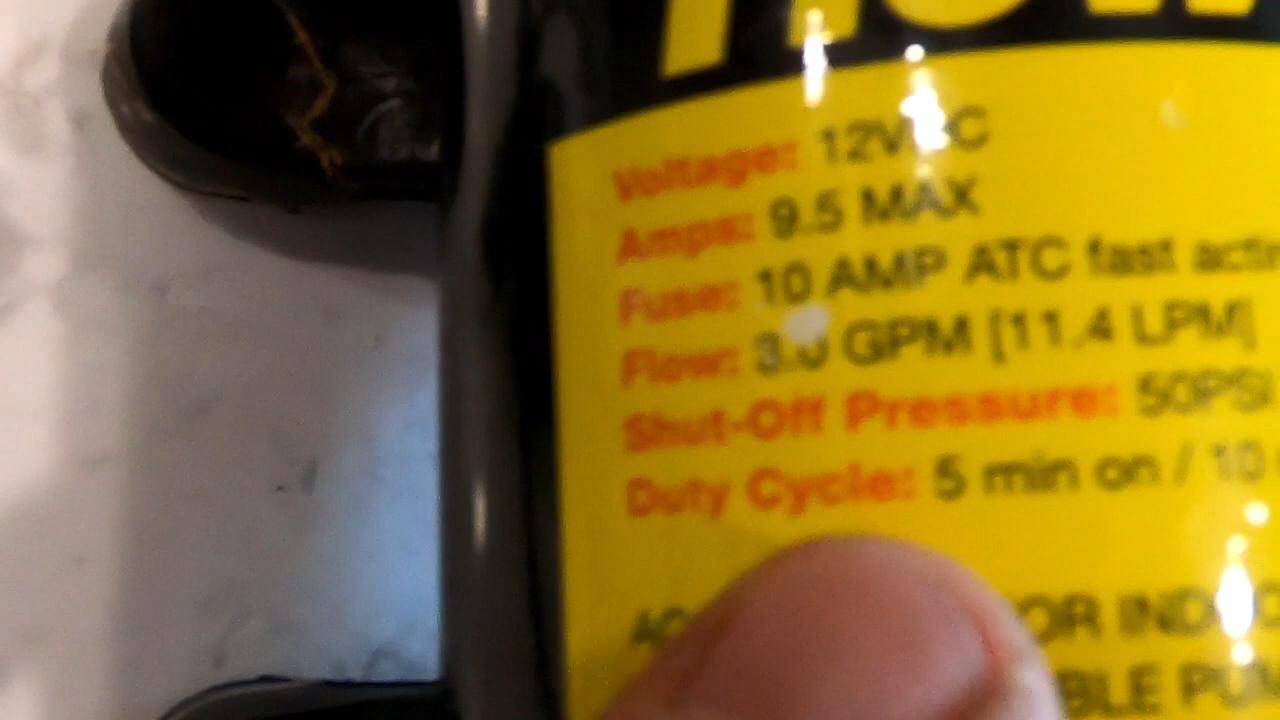 Voltage: 12VDC
Amps: 9.5 MAX
Fuse: 10 AMP ATC fast
Flow: 3.0 GPM [11.4 LPM]
Shut-Off Pressure: 50PSI
Duty Cycle: 5 min on / 10
OR